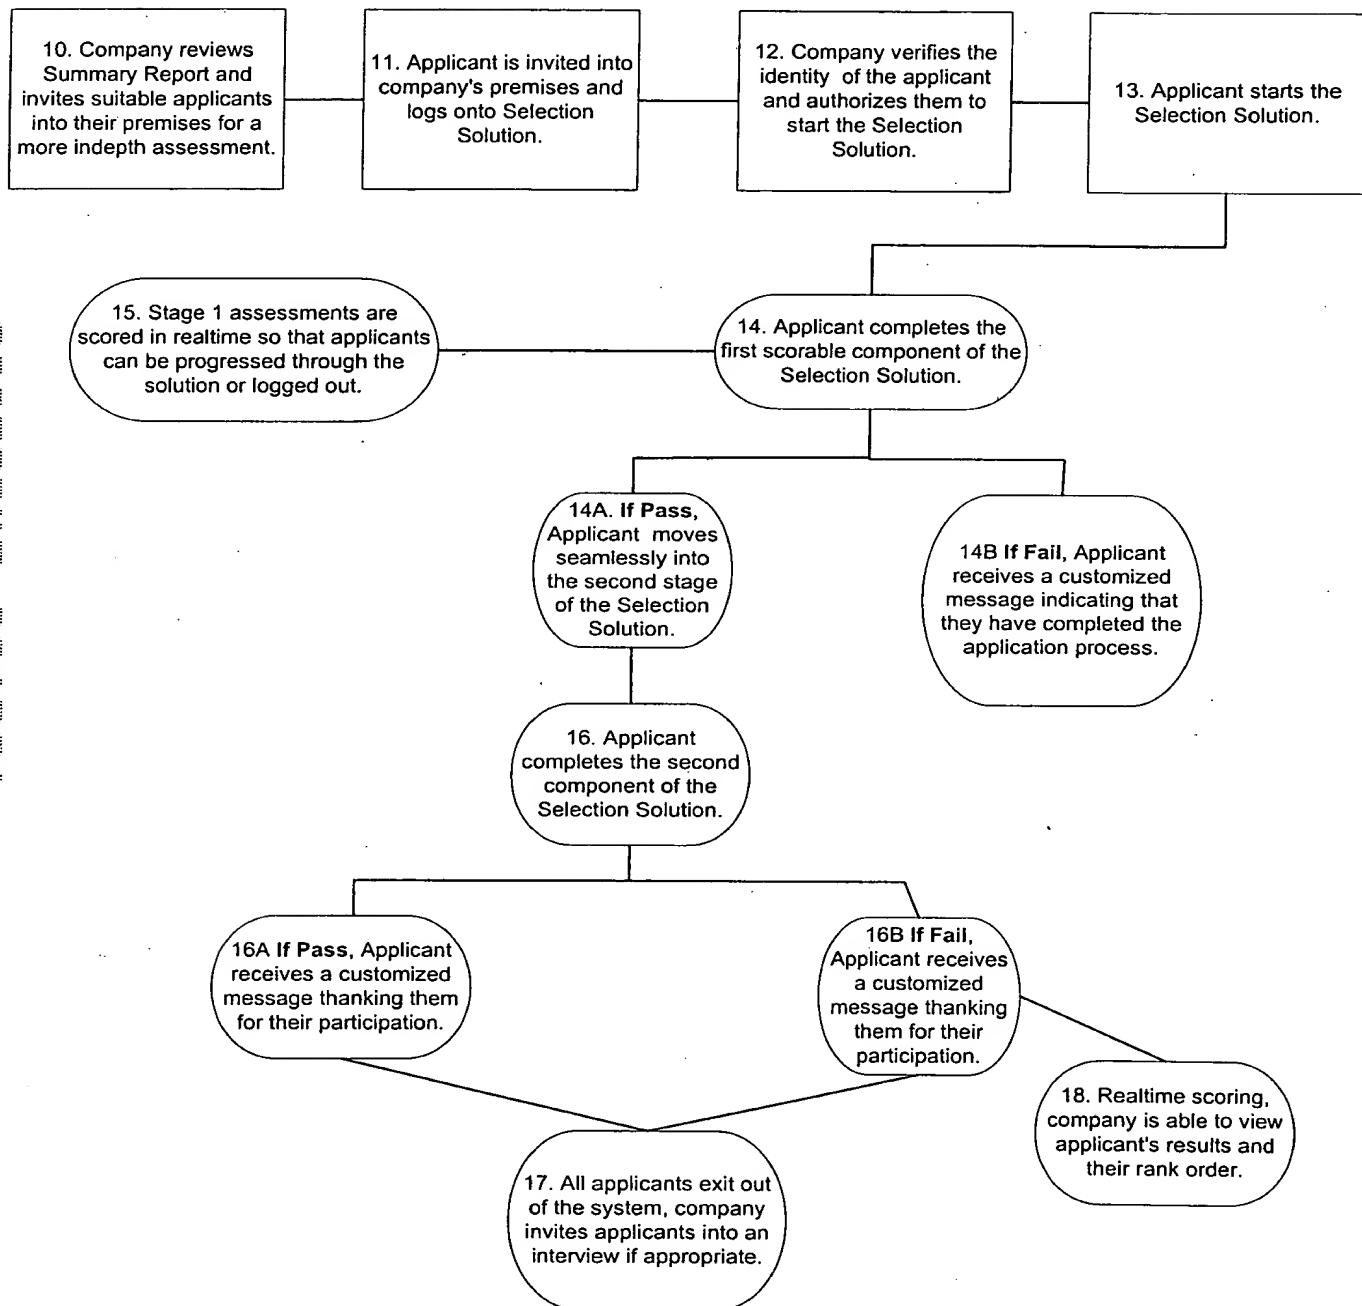 10. Company reviews
Summary Report and
invites suitable applicants
into their premises for a
more indepth assessment.
11. Applicant is invited into
company's premises and
logs onto Selection
Solution.
12. Company verifies the
identity of the applicant
and authorizes them to
start the Selection
Solution.
13. Applicant starts the
Selection Solution.
15. Stage 1 assessments are
scored in realtime so that applicants
can be progressed through the
solution or logged out.
14. Applicant completes the
first scorable component of the
Selection Solution.
14A. If Pass,
Applicant moves
seamlessly into
the second stage
of the Selection
Solution.
14B If Fail, Applicant
receives a customized
message indicating that
they have completed the
application process.
16. Applicant
completes the second
component of the
Selection Solution.
16A If Pass, Applicant
receives a customized
message thanking them
for their participation.
16B If Fail,
Applicant receives
a customized
message thanking
them for their
participation.
18. Realtime scoring,
company is able to view
applicant's results and
their rank order.
17. All applicants exit out
of the system, company
invites applicants into an
interview if appropriate.